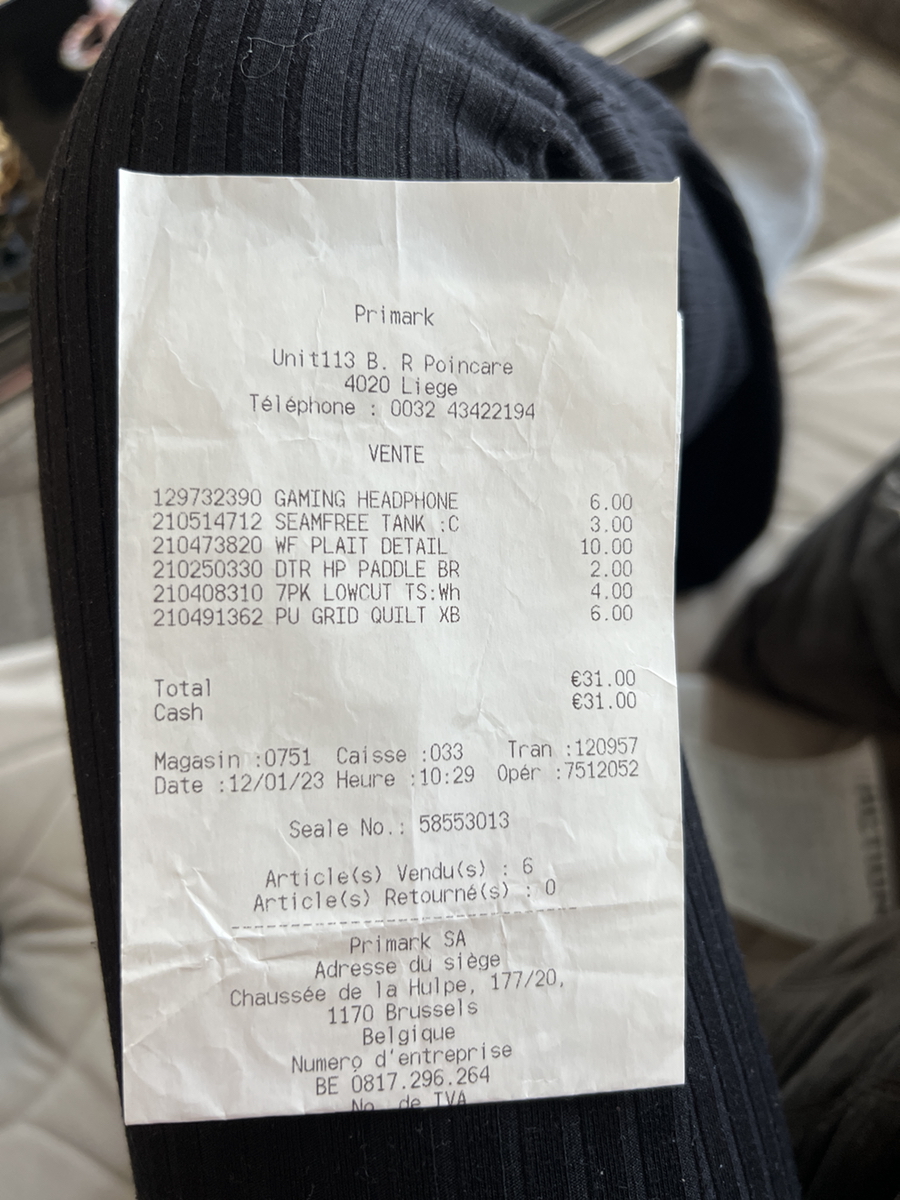 Primark
Unit113 B. R Poincare
4020 Liege
Téléphone : 0032 43422194
VENTE
129732390 GAMING HEADPHONE 6.00
210514712 SEAMFREE TANK :C 3.00
210473820 WF PLAIT DETAIL 10.00
210250330 DTR HP PADDLE BR 2.00
210408310 7PK LOWCUT TS:Wh 4.00
210491362 PU GRID QUILT XB 6.00
Total €31.00
Cash €31.00
Magasin :0751 Caisse :033 Tran :120957
Date :12/01/23 Heure :10:29 Opér :7512052
Seale No.: 58553013
Article(s) Vendu(s) : 6
Article(s) Retourné(s) : 0
Primark SA
Adresse du siège
Chaussée de la Hulpe, 177/20,
1170 Brussels
Belgique
Numero d'entreprise
BE 0817.296.264
No. de TVA